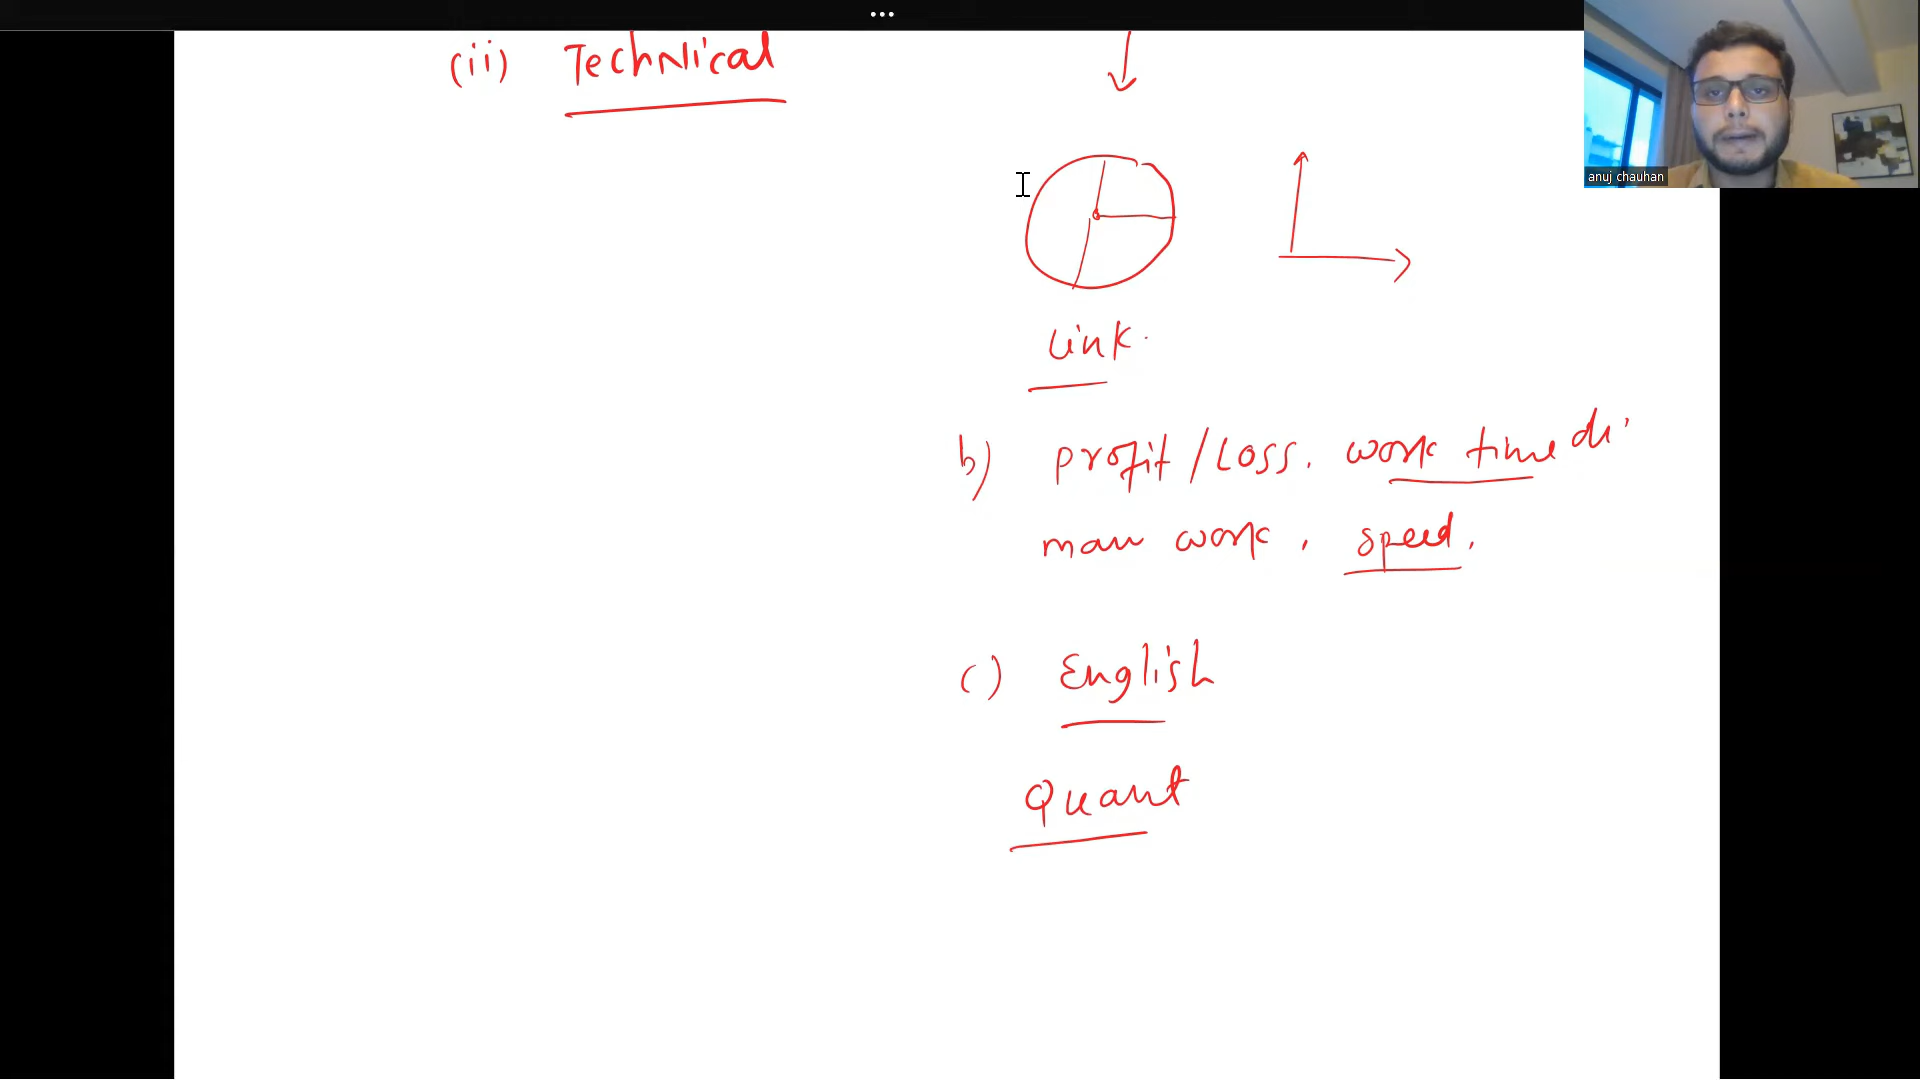 (ii) Technical
anuj chauhan
Link.
b) profit/Loss. work time
man work, speed.
c) English
Quant